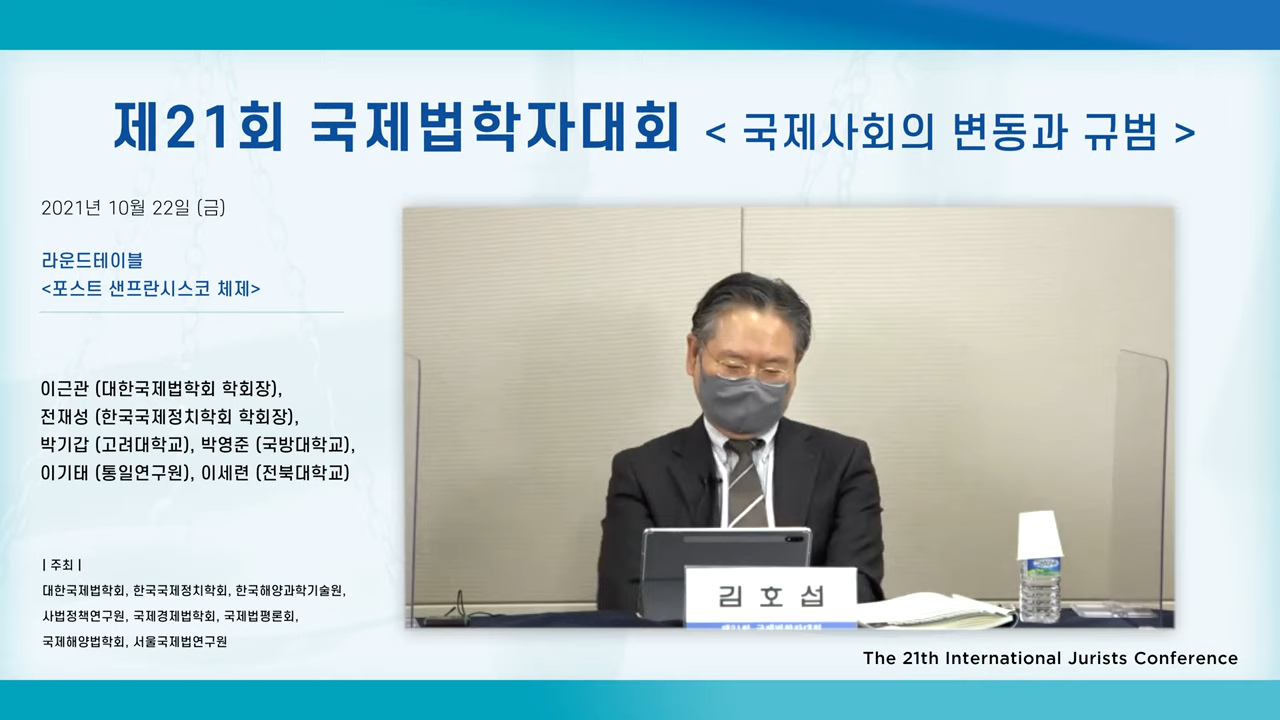 제21회 국제법학자대회 < 국제사회의 변동과 규범 >
2021년 10월 22일 (금)
라운드테이블
<포스트 샌프란시스코 체제>
이근관 (대한국제법학회 학회장),
전재성 (한국국제정치학회 학회장),
박기갑 (고려대학교), 박영준 (국방대학교),
이기태 (통일연구원), 이세련 (전북대학교)
| 주최 |
대한국제법학회, 한국국제정치학회, 한국해양과학기술원,
사법정책연구원, 국제경제법학회, 국제법평론회,
국제해양법학회, 서울국제법연구원
김호섭
The 21th International Jurists Conference